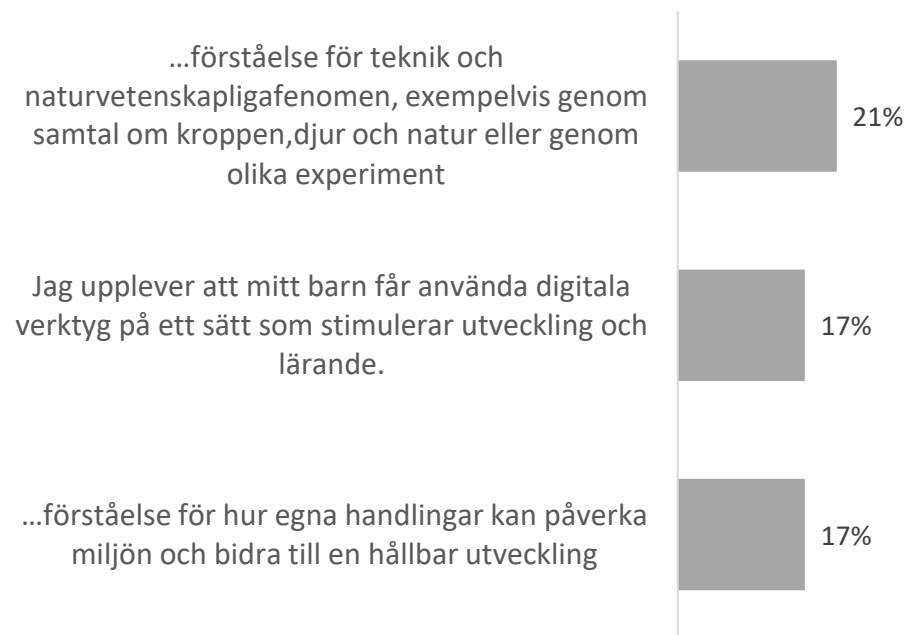 ...förståelse för teknik och
naturvetenskapligafenomen, exempelvis genom
samtal om kroppen,djur och natur eller genom
olika experiment
21%
Jag upplever att mitt barn får använda digitala
verktyg på ett sätt som stimulerar utveckling och
lärande.
17%
...förståelse för hur egna handlingar kan påverka
miljön och bidra till en hållbar utveckling
17%